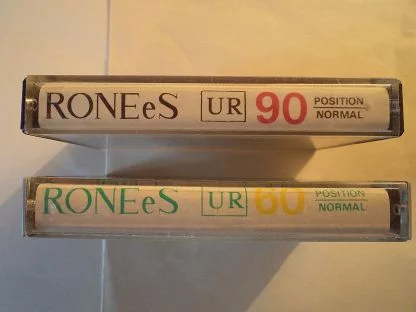 RONEeS UR 90 POSITION NORMAL
RONEeS UR 60 POSITION NORMAL